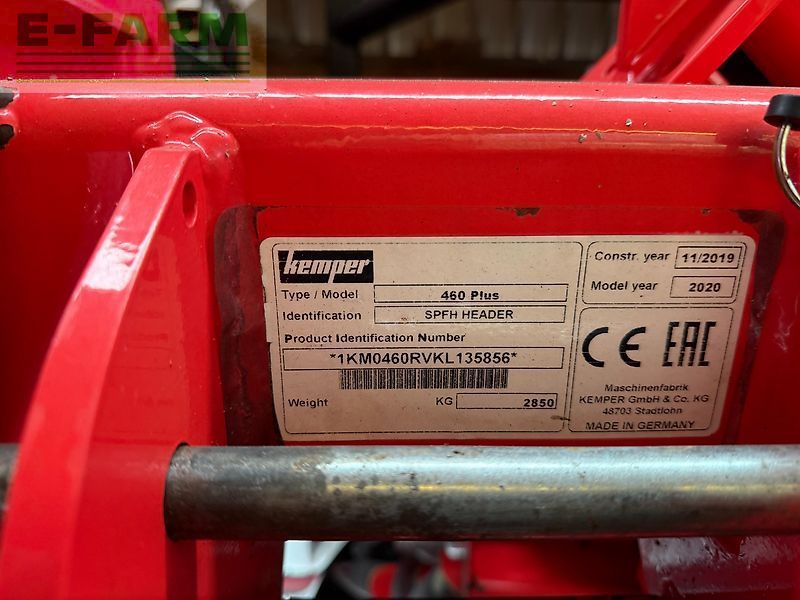 E-FARM
kemper
Type / Model 460 Plus
Identification SPFH HEADER
Product Identification Number
*1KM0460RVKL135856*
Weight KG 2850
Constr. year 11/2019
Model year 2020
CE EAC
Maschinenfabrik
KEMPER GmbH & Co. KG
48703 Stadtlohn
MADE IN GERMANY